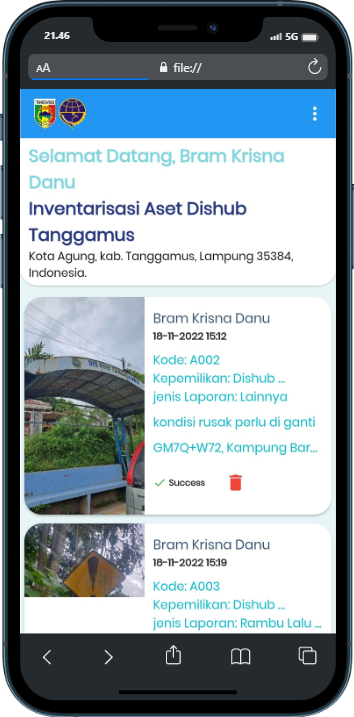 21.46
5G
AA
file://
TANGGAMUS
Selamat Datang, Bram Krisna
Danu
Inventarisasi Aset Dishub
Tanggamus
Kota Agung, kab. Tanggamus, Lampung 35384,
Indonesia.
Bram Krisna Danu
18-11-2022 15:12
Kode: A002
Kepemilikan: Dishub ...
jenis Laporan: Lainnya
kondisi rusak perlu di ganti
GM7Q+W72, Kampung Bar...
Success
Bram Krisna Danu
18-11-2022 15:19
Kode: A003
Kepemilikan: Dishub ...
jenis Laporan: Rambu Lalu ...